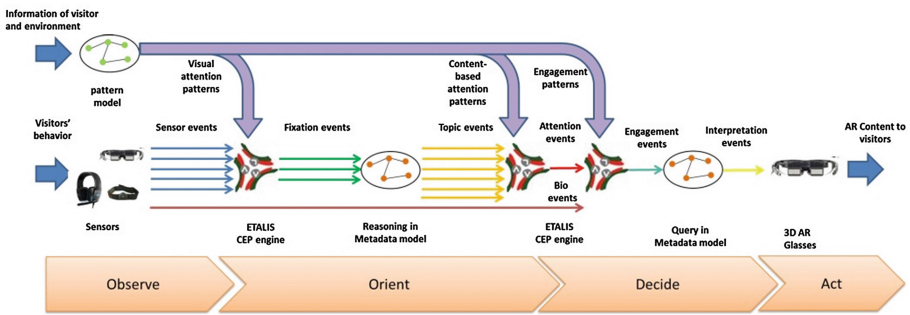 Information of visitor
and environment
pattern
model
Visual
attention
patterns
Content-
based
attention
patterns
Engagement
patterns
Visitors'
behavior
Sensor events
Fixation events
Topic events
Attention
events
Engagement
events
Interpretation
events
AR Content to
visitors
Bio
events
Sensors
ETALIS
CEP engine
Reasoning in
Metadata model
ETALIS
CEP engine
Query in
Metadata model
3D AR
Glasses
Observe
Orient
Decide
Act